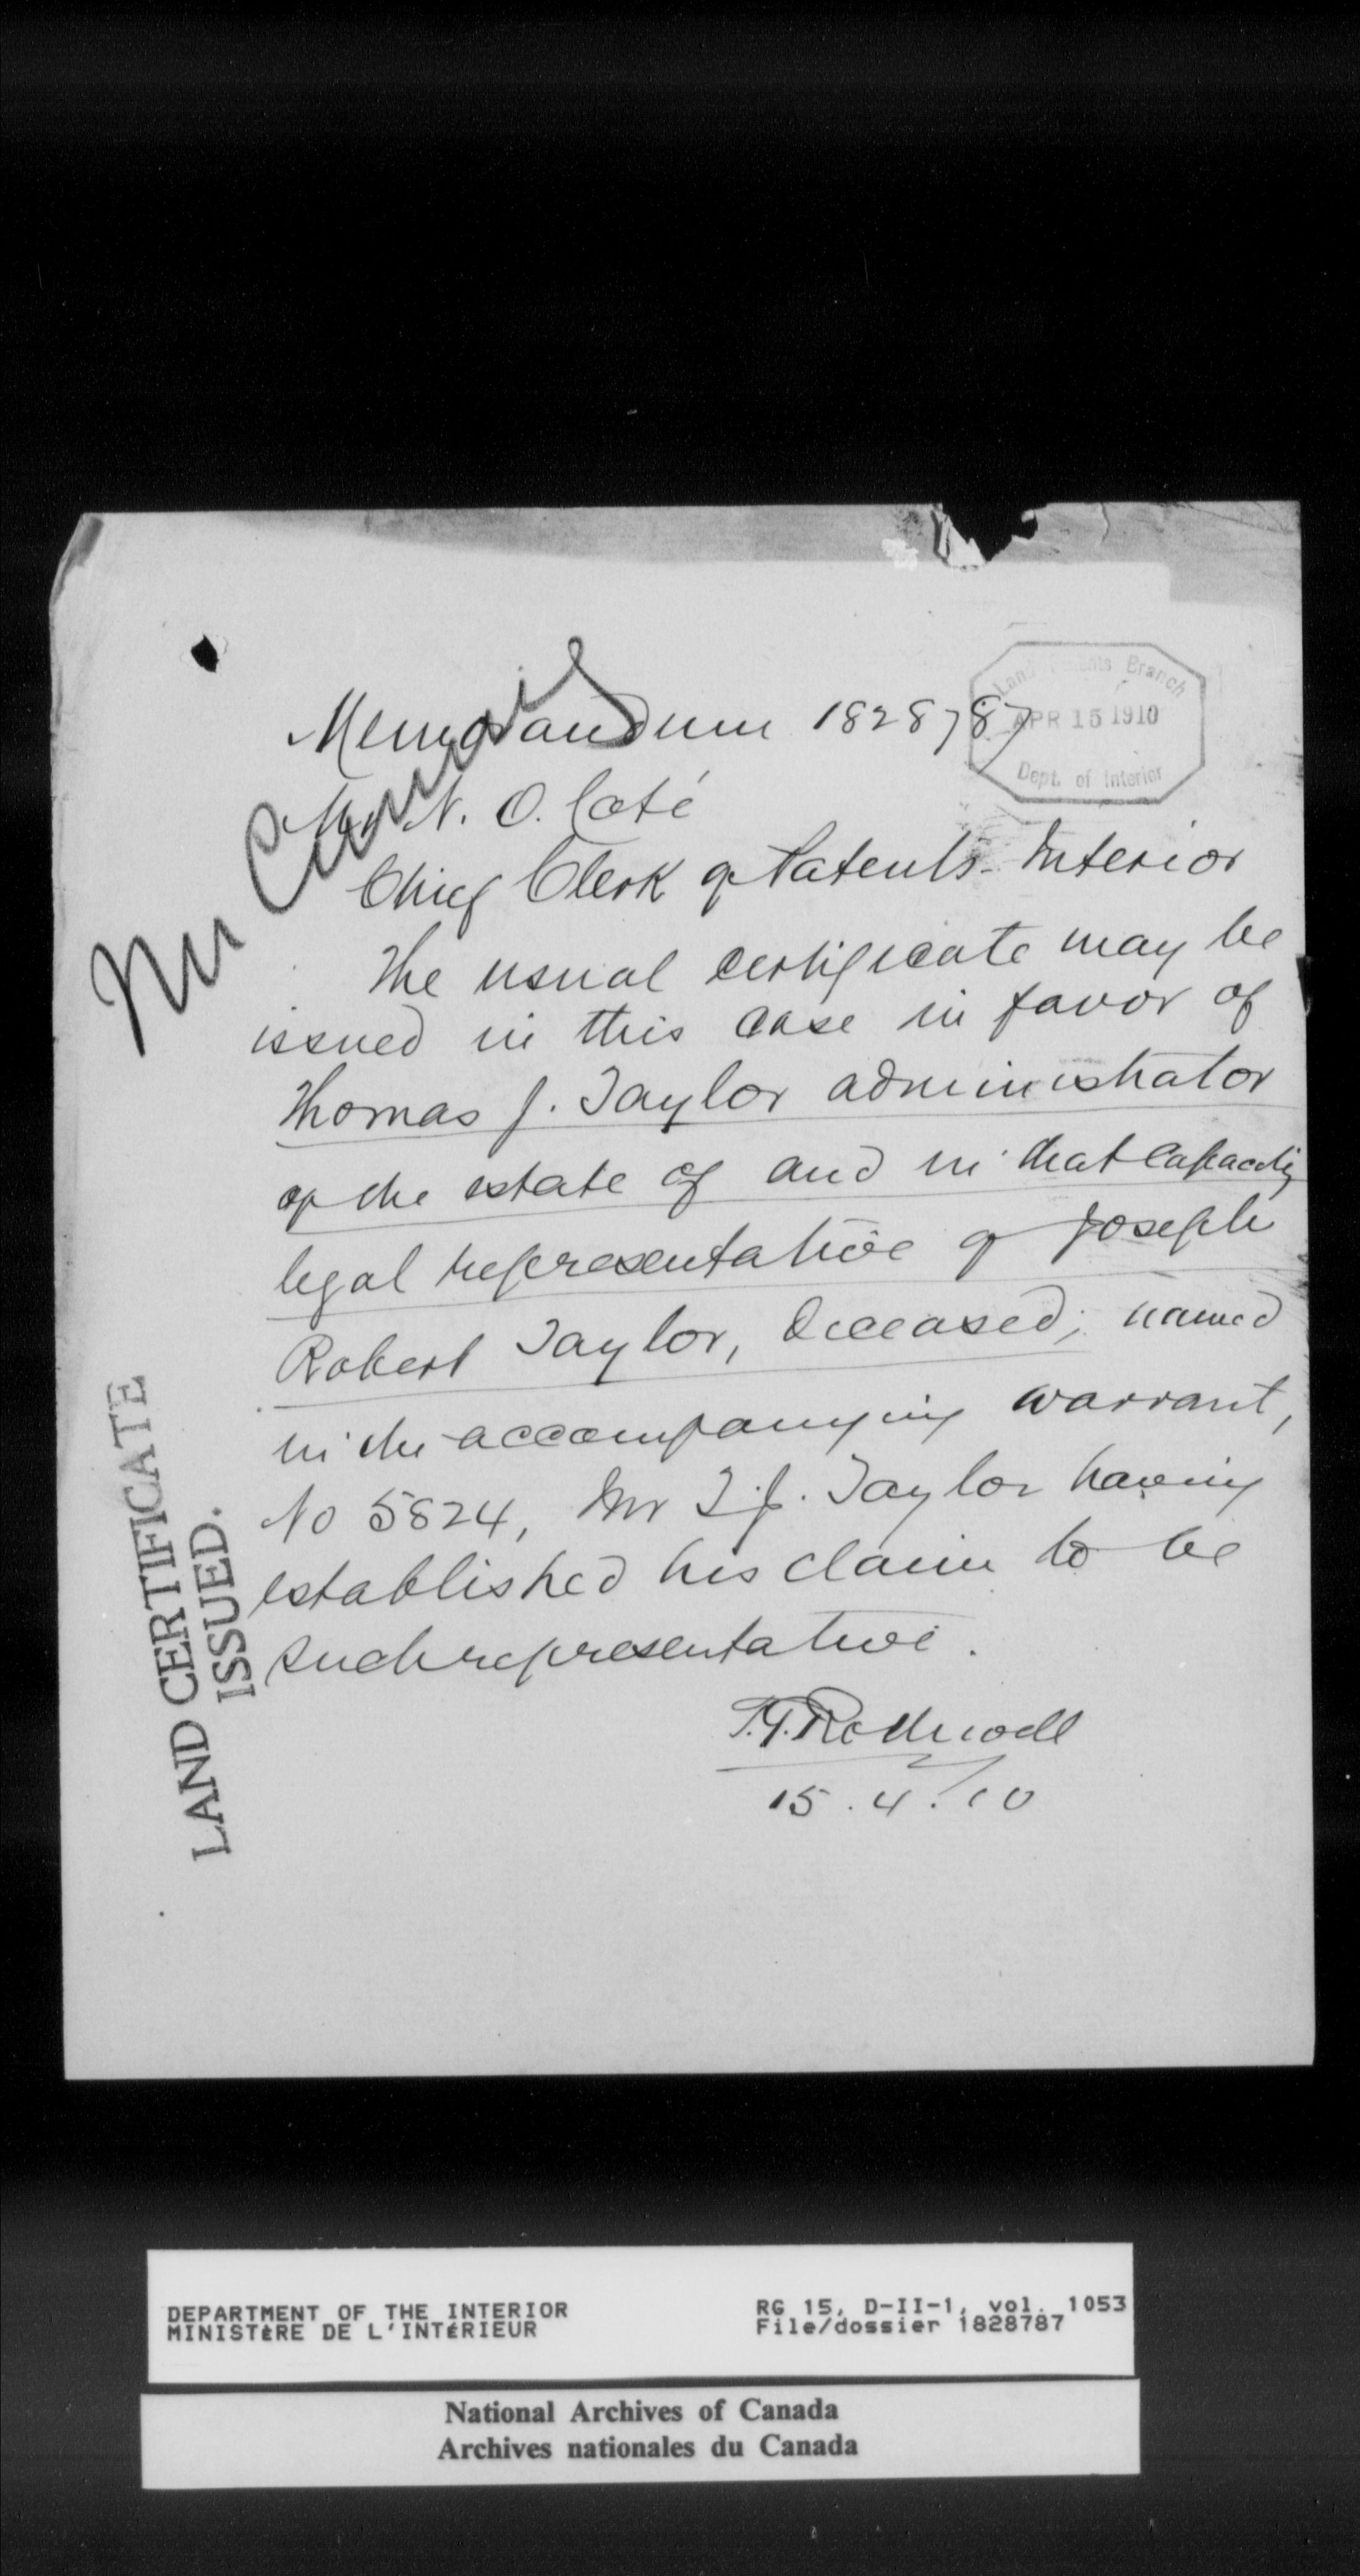 Memorandum 1828787
Land Patents Branch
APR 15 1910
Dept. of Interior
Mr
Mr N. O. Coté
Chief Clerk of Patents - Interior
The usual certificate may be
issued in this case in favor of
Thomas J. Taylor administrator
of the estate of and in that capacity
legal representative of Joseph
Robert Taylor, deceased; named
in the accompanying warrant,
No 5824, Mr T. J. Taylor having
established his claim to be
such representative.
T.G. Rothwell
15.4.10
LAND CERTIFICATE
ISSUED.
DEPARTMENT OF THE INTERIOR
MINISTÈRE DE L'INTÉRIEUR
RG 15, D-II-1, vol. 1053
File/dossier 1828787
National Archives of Canada
Archives nationales du Canada